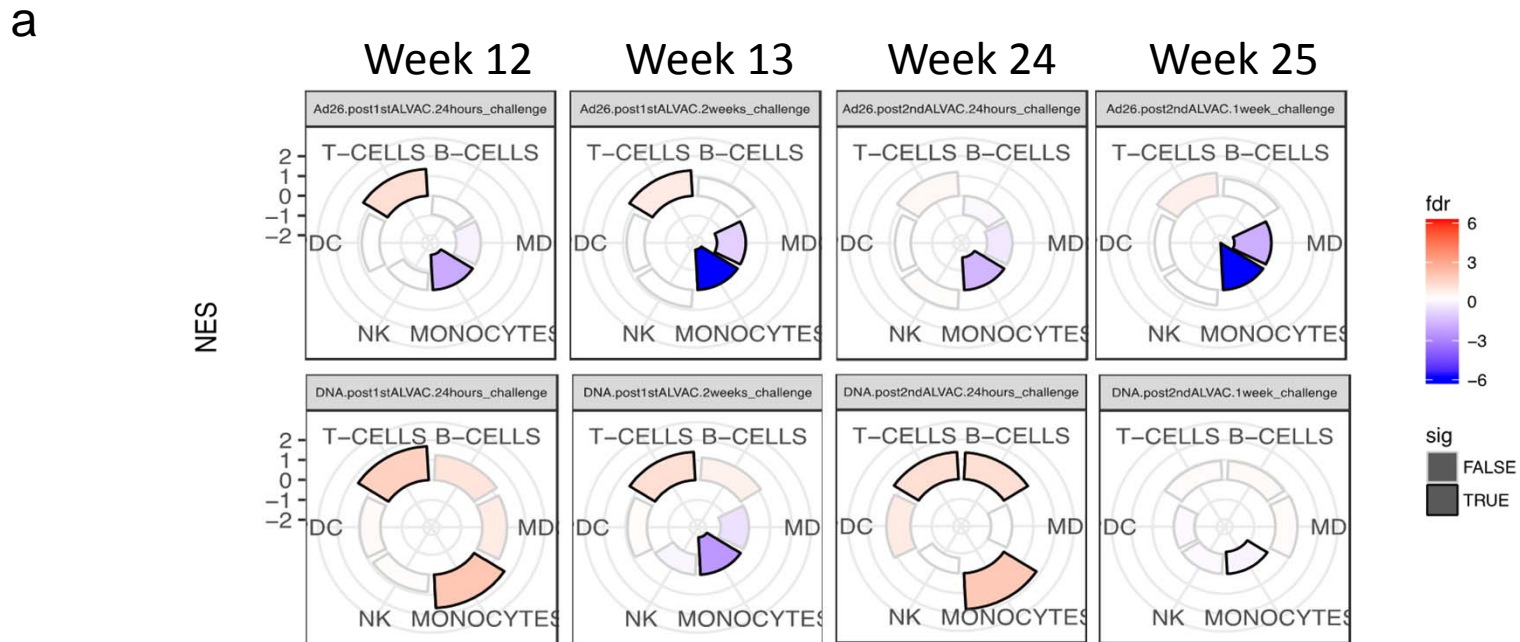 a
Week 12 Week 13 Week 24 Week 25
Ad26.post1stALVAC.24hours_challenge Ad26.post1stALVAC.2weeks_challenge Ad26.post2ndALVAC.24hours_challenge Ad26.post2ndALVAC.1week_challenge
T-CELLS B-CELLS T-CELLS B-CELLS T-CELLS B-CELLS T-CELLS B-CELLS
2
1
0
-1
-2
DC MD DC MD DC MD DC MD
NK MONOCYTES NK MONOCYTES NK MONOCYTES NK MONOCYTES
NES
DNA.post1stALVAC.24hours_challenge DNA.post1stALVAC.2weeks_challenge DNA.post2ndALVAC.24hours_challenge DNA.post2ndALVAC.1week_challenge
T-CELLS B-CELLS T-CELLS B-CELLS T-CELLS B-CELLS T-CELLS B-CELLS
2
1
0
-1
-2
DC MD DC MD DC MD DC MD
NK MONOCYTES NK MONOCYTES NK MONOCYTES NK MONOCYTES
fdr
6
3
0
-3
-6
sig
FALSE
TRUE